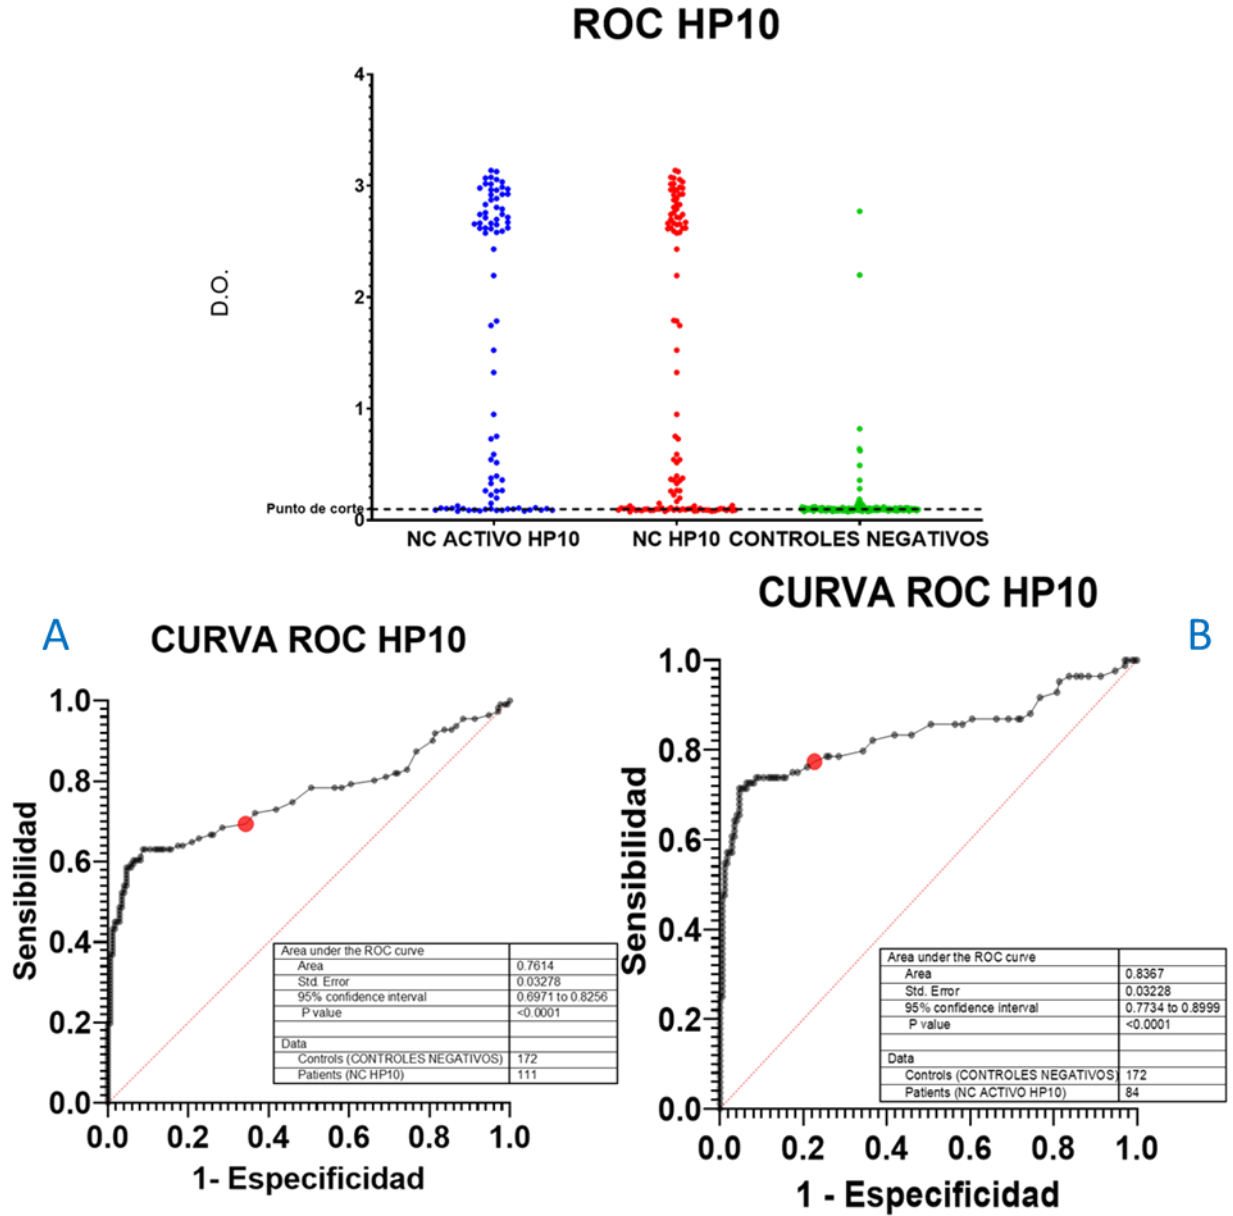 ROC HP10
4
3
D.O.
2
1
Punto de corte
0
NC ACTIVO HP10 NC HP10 CONTROLES NEGATIVOS
A
CURVA ROC HP10
1.0
0.8
0.6
0.4
0.2
0.0
Sensibilidad
Area under the ROC curve
Area 0.7614
Std. Error 0.03278
95% confidence interval 0.6971 to 0.8256
P value <0.0001
Data
Controls (CONTROLES NEGATIVOS) 172
Patients (NC HP10) 111
0.0 0.2 0.4 0.6 0.8 1.0
1- Especificidad
CURVA ROC HP10
B
1.0
0.8
0.6
0.4
0.2
0.0
Sensibilidad
Area under the ROC curve
Area 0.8367
Std. Error 0.03228
95% confidence interval 0.7734 to 0.8999
P value <0.0001
Data
Controls (CONTROLES NEGATIVOS) 172
Patients (NC ACTIVO HP10) 84
0.0 0.2 0.4 0.6 0.8 1.0
1 - Especificidad